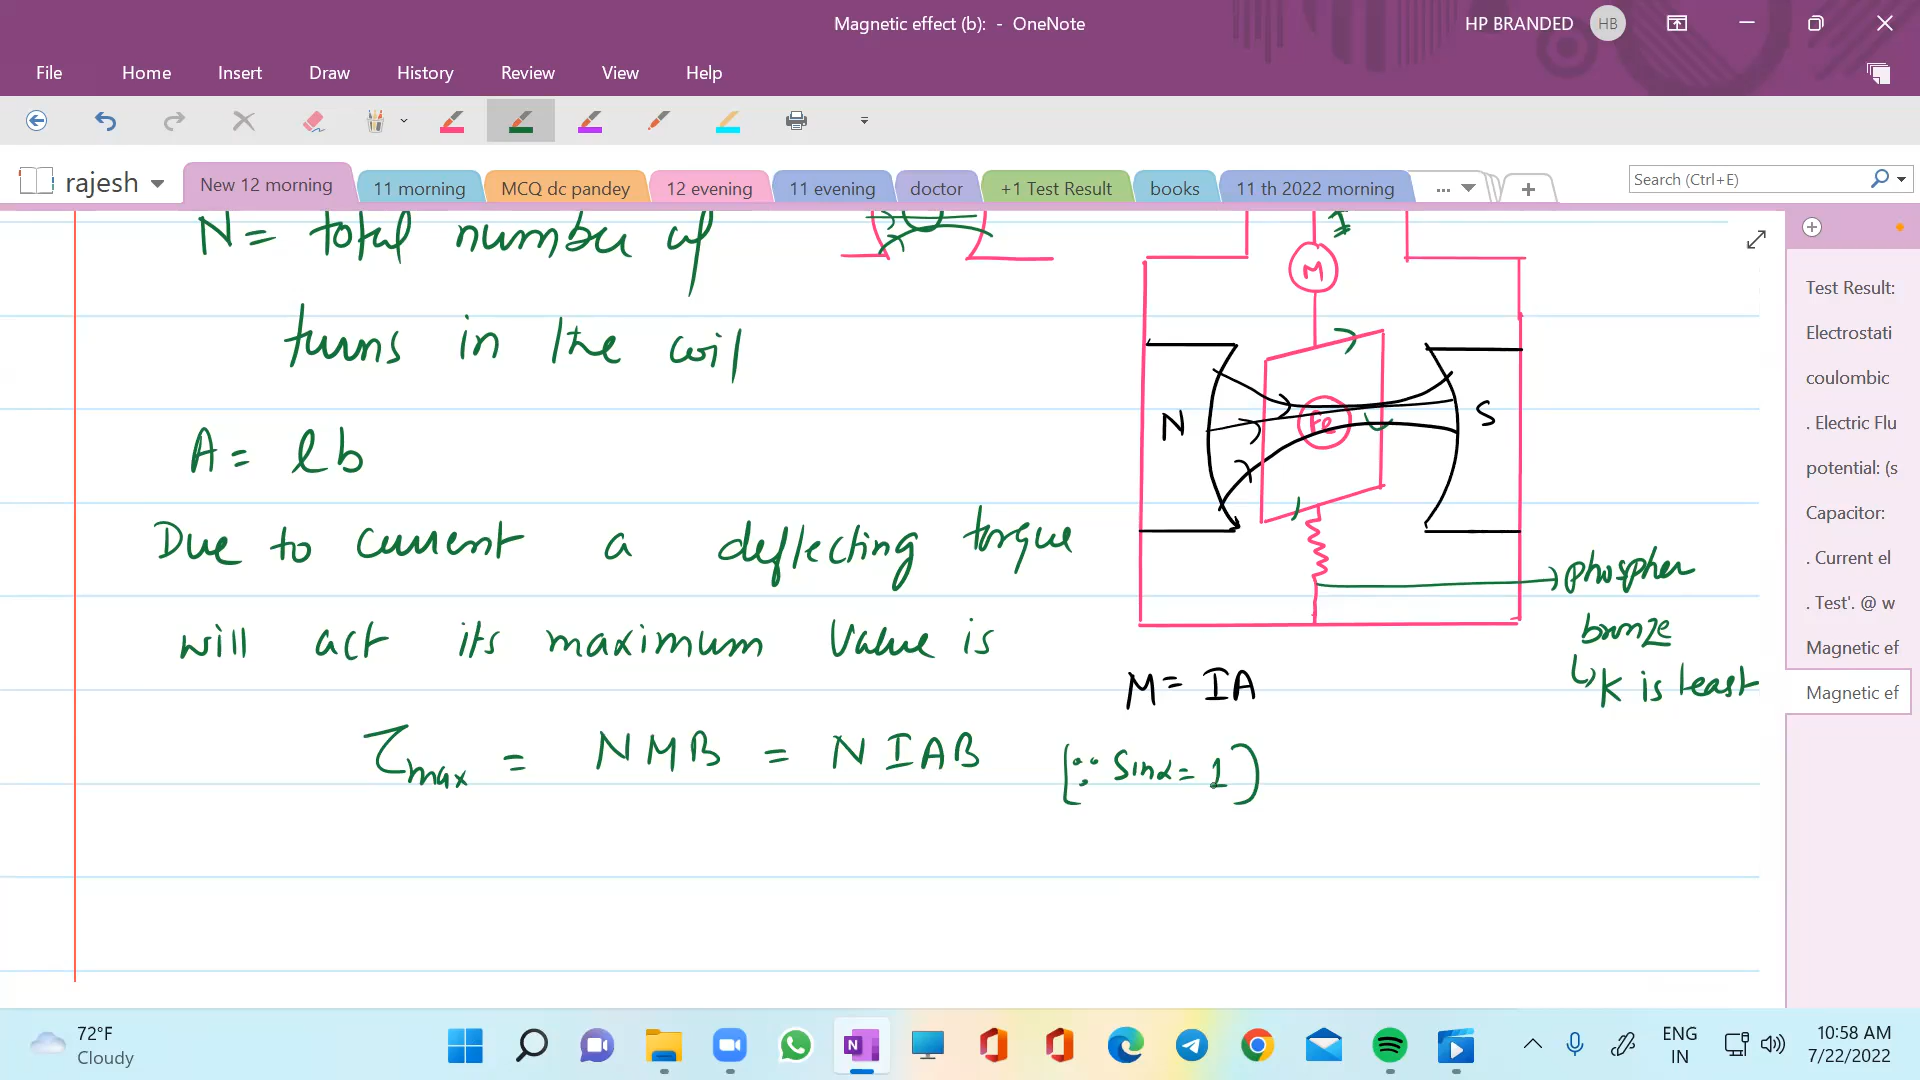 Magnetic effect (b): - OneNote
HP BRANDED HB
File Home Insert Draw History Review View Help
rajesh
New 12 morning
11 morning
MCQ dc pandey
12 evening
11 evening
doctor
+1 Test Result
books
11 th 2022 morning
...
Search (Ctrl+E)
N = total number of
turns in the coil
A = lb
Due to current a deflecting torque
will act its maximum value is
τmax = NMB = NIAB [∵ Sinα = 1)
M
N
Fe
S
phospher
bronze
↳ K is least
M = IA
Test Result:
Electrostati
coulombic
. Electric Flu
potential: (s
Capacitor:
. Current el
. Test'. @ w
Magnetic ef
Magnetic ef
72°F
Cloudy
ENG
IN
10:58 AM
7/22/2022